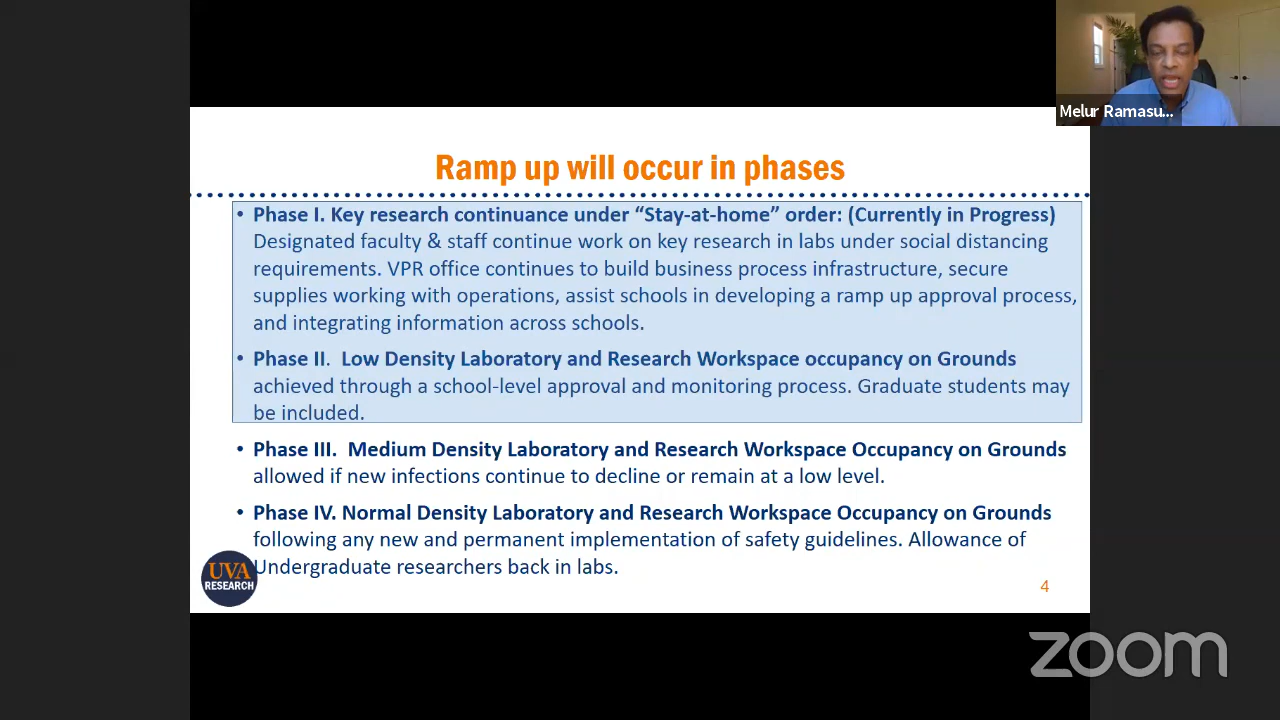 Melur Ramasu...
Ramp up will occur in phases
• Phase I. Key research continuance under “Stay-at-home” order: (Currently in Progress)
Designated faculty & staff continue work on key research in labs under social distancing
requirements. VPR office continues to build business process infrastructure, secure
supplies working with operations, assist schools in developing a ramp up approval process,
and integrating information across schools.
• Phase II. Low Density Laboratory and Research Workspace occupancy on Grounds
achieved through a school-level approval and monitoring process. Graduate students may
be included.
• Phase III. Medium Density Laboratory and Research Workspace Occupancy on Grounds
allowed if new infections continue to decline or remain at a low level.
• Phase IV. Normal Density Laboratory and Research Workspace Occupancy on Grounds
following any new and permanent implementation of safety guidelines. Allowance of
Undergraduate researchers back in labs.
UVA
RESEARCH
4
zoom